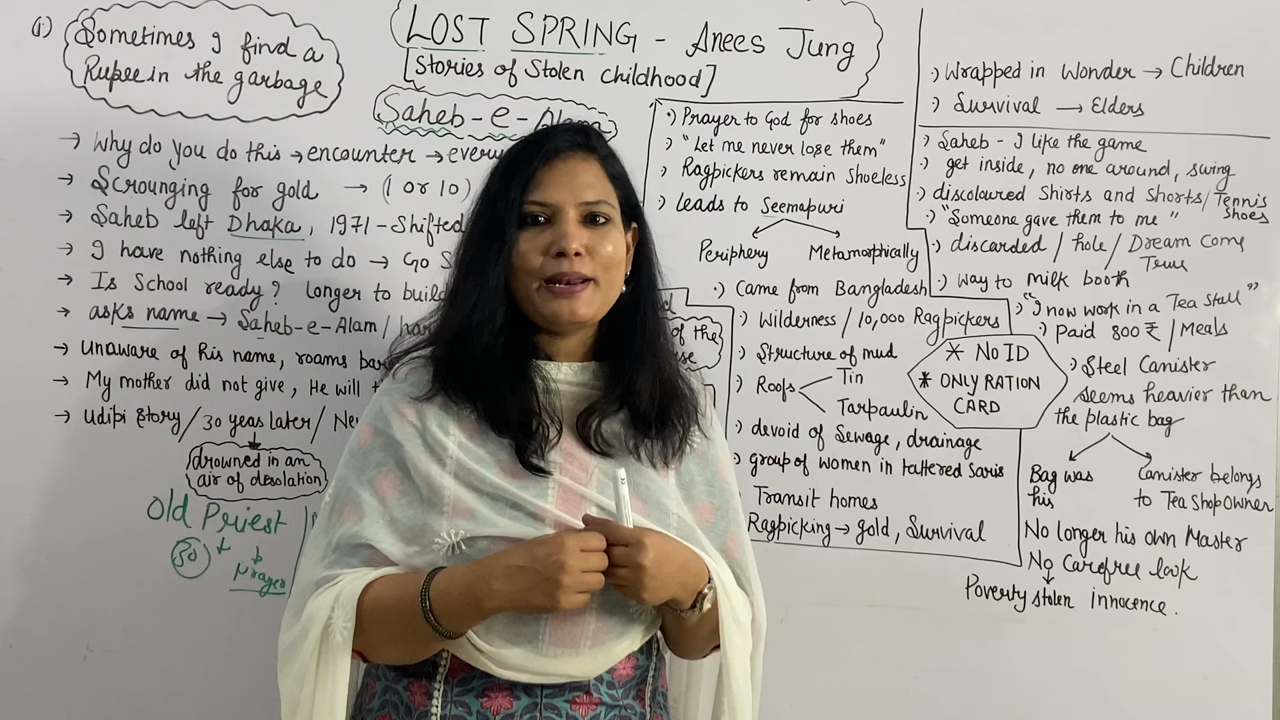 (i) Sometimes I find a
Rupee in the garbage
LOST SPRING - Anees Jung
[Stories of Stolen childhood]
Saheb-e-Alam
→ Why do you do this → encounter → every
→ Scrounging for gold → (1 or 10)
→ Saheb left Dhaka, 1971 - Shifted
→ I have nothing else to do → Go
→ Is School ready? longer to build
→ asks name → Saheb-e-Alam /
→ Unaware of his name, roams
→ My mother did not give, He will
→ Udipi Story / 30 yeas later /
drowned in an
air of desolation
Old Priest
30
Prayer
of the
·) Prayer to God for shoes
·) "Let me never lose them"
·) Ragpickers remain Shoeless
·) leads to Seemapuri
Periphery Metamorphically
·) Came from Bangladesh
·) Wilderness / 10,000 Ragpickers
·) Structure of mud
·) Roofs Tin
Tarpaulin
·) devoid of Sewage, drainage
·) group of women in tattered Saris
Transit homes
Ragpicking → gold, Survival
·) Wrapped in Wonder → Children
·) Survival → Elders
·) Saheb - I like the game
·) get inside, no one around, swing
·) discoloured Shirts and Shorts / Tennis
Shoes
·) "Someone gave them to me"
·) discarded / hole / Dream Come
True
·) way to milk booth
·) "I now work in a Tea Stall"
·) Paid 800 ₹ / Meals
* NO ID
* ONLY RATION
CARD
·) Steel Canister
seems heavier than
the plastic bag
Bag was
his
Canister belongs
to Tea Shop Owner
No longer his own Master
No Carefree look
Poverty stolen innocence.